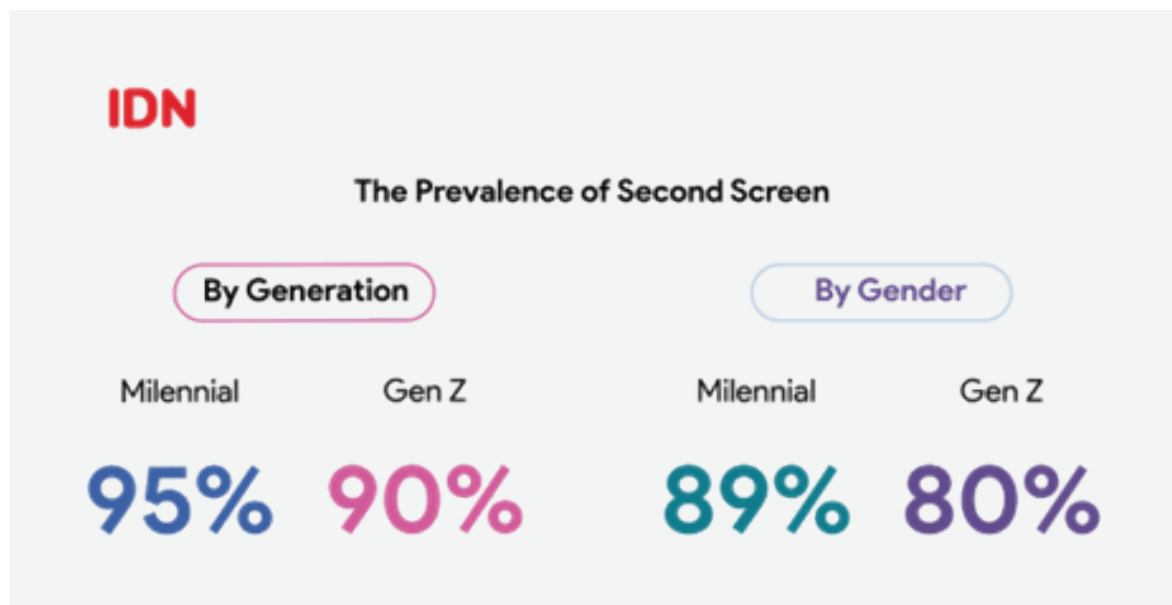 IDN
The Prevalence of Second Screen
By Generation
By Gender
Milennial
Gen Z
Milennial
Gen Z
95%
90%
89%
80%